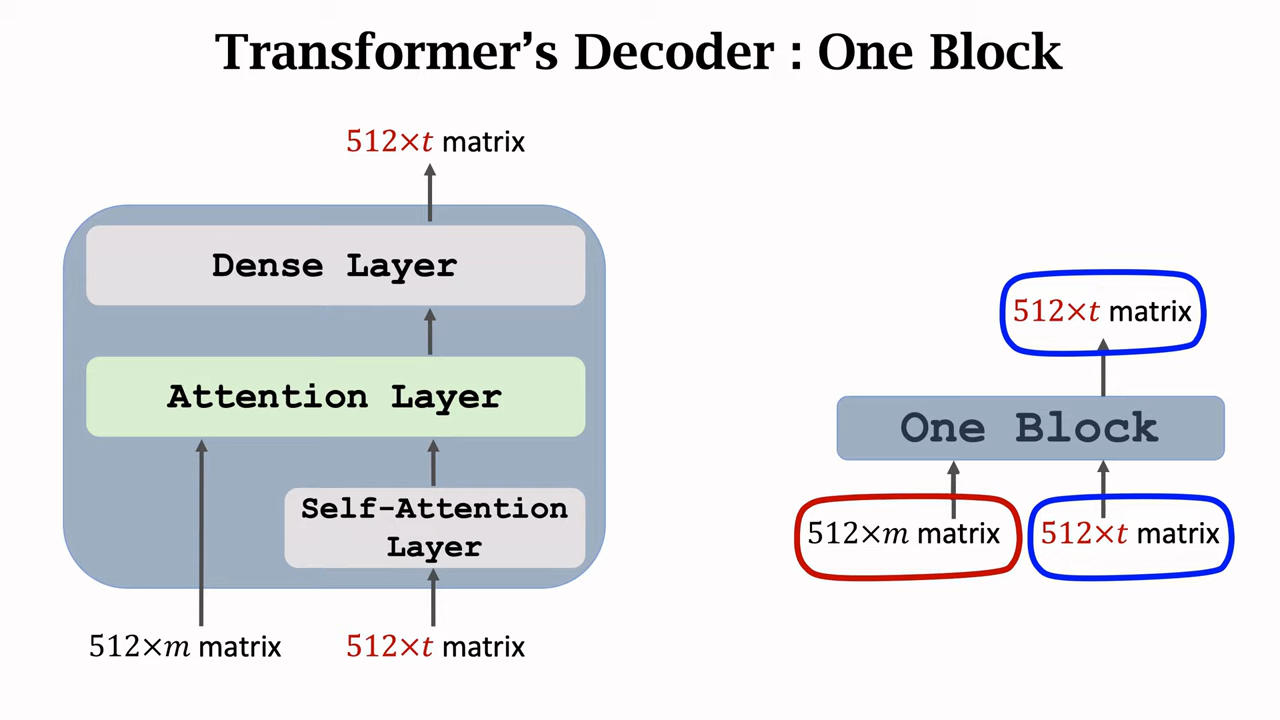 Transformer’s Decoder : One Block
512×t matrix
Dense Layer
Attention Layer
Self-Attention
Layer
512×m matrix
512×t matrix
512×t matrix
One Block
512×m matrix
512×t matrix